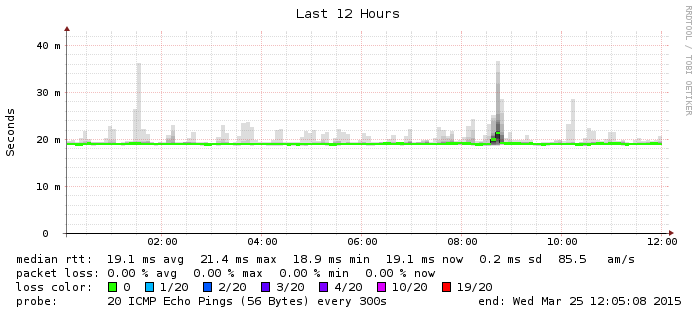 Last 12 Hours
RRDTOOL / TOBI OETIKER
Seconds
40 m
30 m
20 m
10 m
0
02:00 04:00 06:00 08:00 10:00 12:00
median rtt: 19.1 ms avg 21.4 ms max 18.9 ms min 19.1 ms now 0.2 ms sd 85.5 am/s
packet loss: 0.00 % avg 0.00 % max 0.00 % min 0.00 % now
loss color: 0 1/20 2/20 3/20 4/20 10/20 19/20
probe: 20 ICMP Echo Pings (56 Bytes) every 300s end: Wed Mar 25 12:05:08 2015